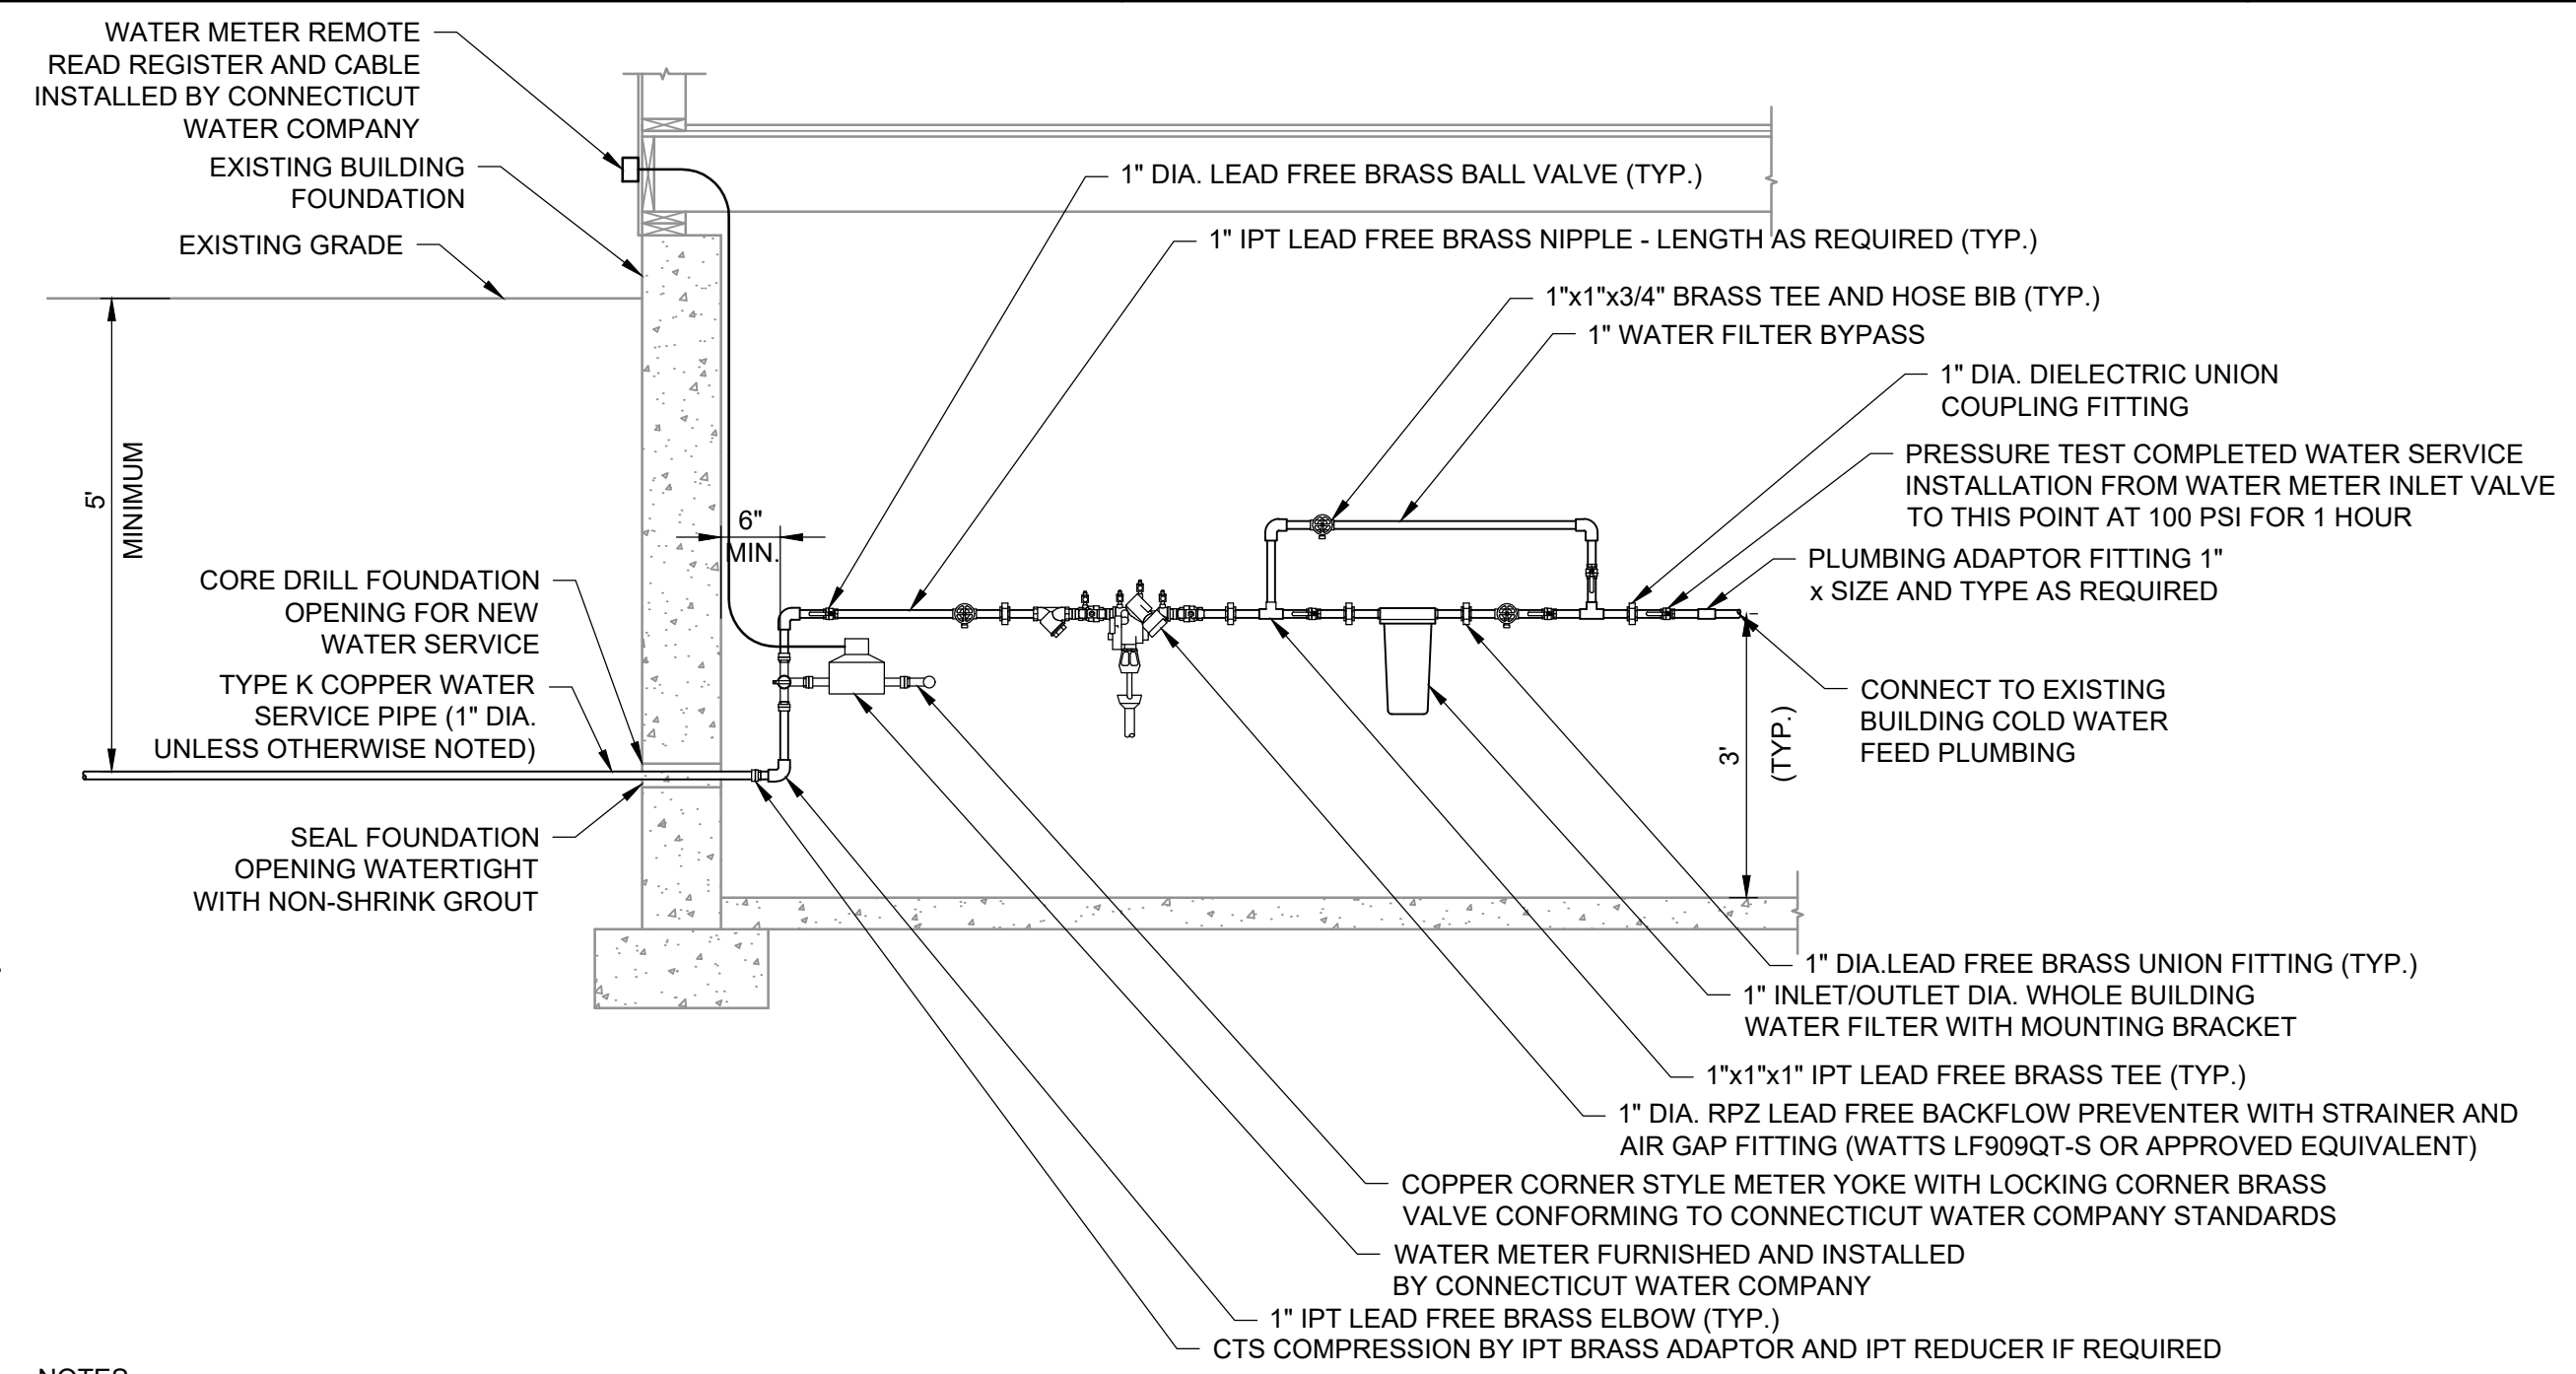 WATER METER REMOTE
READ REGISTER AND CABLE
INSTALLED BY CONNECTICUT
WATER COMPANY
EXISTING BUILDING
FOUNDATION
EXISTING GRADE
1" DIA. LEAD FREE BRASS BALL VALVE (TYP.)
1" IPT LEAD FREE BRASS NIPPLE - LENGTH AS REQUIRED (TYP.)
1"x1"x3/4" BRASS TEE AND HOSE BIB (TYP.)
1" WATER FILTER BYPASS
1" DIA. DIELECTRIC UNION
COUPLING FITTING
PRESSURE TEST COMPLETED WATER SERVICE
INSTALLATION FROM WATER METER INLET VALVE
TO THIS POINT AT 100 PSI FOR 1 HOUR
PLUMBING ADAPTOR FITTING 1"
x SIZE AND TYPE AS REQUIRED
5'
MINIMUM
6"
MIN.
CORE DRILL FOUNDATION
OPENING FOR NEW
WATER SERVICE
TYPE K COPPER WATER
SERVICE PIPE (1" DIA.
UNLESS OTHERWISE NOTED)
SEAL FOUNDATION
OPENING WATERTIGHT
WITH NON-SHRINK GROUT
CONNECT TO EXISTING
BUILDING COLD WATER
FEED PLUMBING
3'
(TYP.)
1" DIA.LEAD FREE BRASS UNION FITTING (TYP.)
1" INLET/OUTLET DIA. WHOLE BUILDING
WATER FILTER WITH MOUNTING BRACKET
1"x1"x1" IPT LEAD FREE BRASS TEE (TYP.)
1" DIA. RPZ LEAD FREE BACKFLOW PREVENTER WITH STRAINER AND
AIR GAP FITTING (WATTS LF909QT-S OR APPROVED EQUIVALENT)
COPPER CORNER STYLE METER YOKE WITH LOCKING CORNER BRASS
VALVE CONFORMING TO CONNECTICUT WATER COMPANY STANDARDS
WATER METER FURNISHED AND INSTALLED
BY CONNECTICUT WATER COMPANY
1" IPT LEAD FREE BRASS ELBOW (TYP.)
CTS COMPRESSION BY IPT BRASS ADAPTOR AND IPT REDUCER IF REQUIRED
NOTES